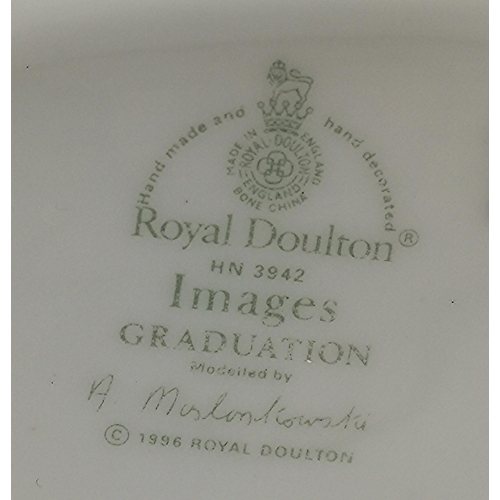 Hand made and hand decorated
MADE IN ENGLAND
ROYAL DOULTON
ENGLAND
BONE CHINA
Royal Doulton®
HN 3942
Images
GRADUATION
Modelled by
A Maslankowski
© 1996 ROYAL DOULTON